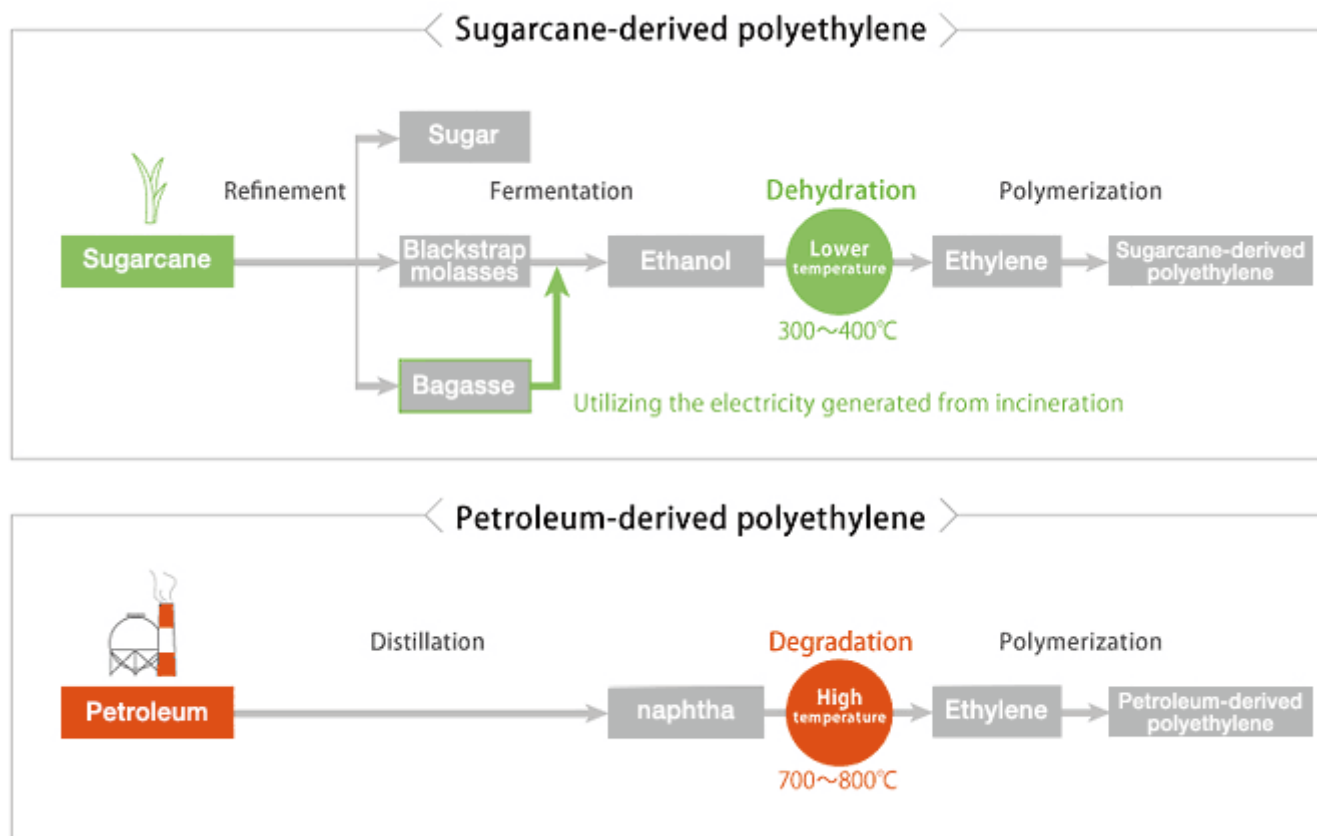 Sugarcane-derived polyethylene
Sugar
Refinement
Fermentation
Dehydration
Polymerization
Sugarcane
Blackstrap
molasses
Ethanol
Lower
temperature
Ethylene
Sugarcane-derived
polyethylene
300～400℃
Bagasse
Utilizing the electricity generated from incineration
Petroleum-derived polyethylene
Distillation
Degradation
Polymerization
Petroleum
naphtha
High
temperature
Ethylene
Petroleum-derived
polyethylene
700～800℃